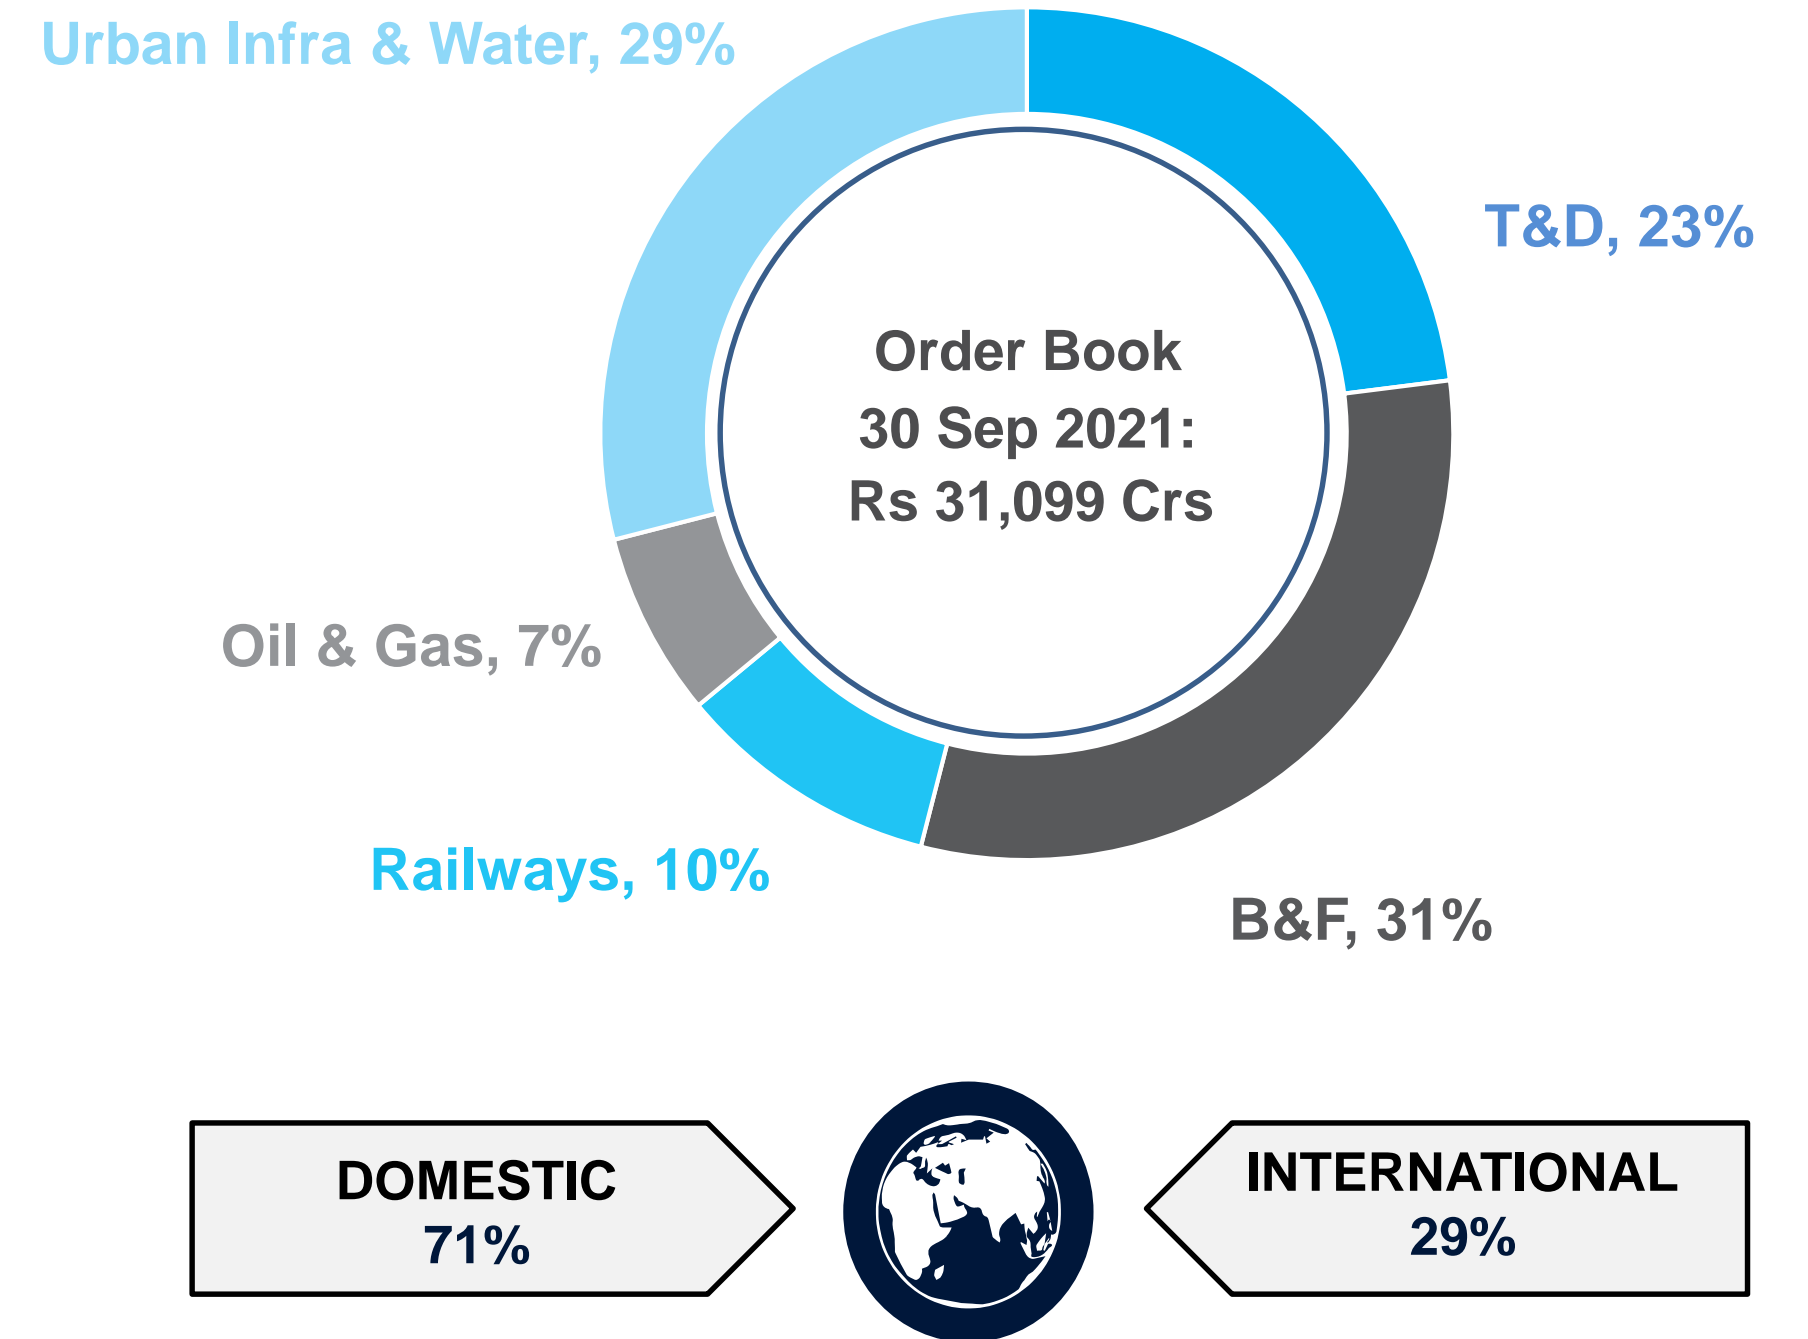 Urban Infra & Water, 29%
T&D, 23%
Order Book
30 Sep 2021:
Rs 31,099 Crs
Oil & Gas, 7%
Railways, 10%
B&F, 31%
DOMESTIC
71%
INTERNATIONAL
29%